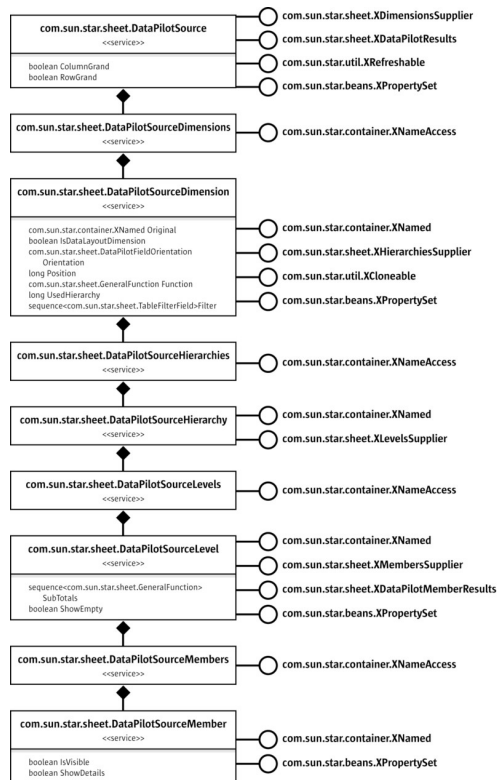 com.sun.star.sheet.DataPilotSource
<<service>>
boolean ColumnGrand
boolean RowGrand
com.sun.star.sheet.XDimensionsSupplier
com.sun.star.sheet.XDataPilotResults
com.sun.star.util.XRefreshable
com.sun.star.beans.XPropertySet
com.sun.star.sheet.DataPilotSourceDimensions
<<service>>
com.sun.star.container.XNameAccess
com.sun.star.sheet.DataPilotSourceDimension
<<service>>
com.sun.star.container.XNamed Original
boolean IsDataLayoutDimension
com.sun.star.sheet.DataPilotFieldOrientation
Orientation
long Position
com.sun.star.sheet.GeneralFunction Function
long UsedHierarchy
sequence<com.sun.star.sheet.TableFilterField>Filter
com.sun.star.container.XNamed
com.sun.star.sheet.XHierarchiesSupplier
com.sun.star.util.XCloneable
com.sun.star.beans.XPropertySet
com.sun.star.sheet.DataPilotSourceHierarchies
<<service>>
com.sun.star.container.XNameAccess
com.sun.star.sheet.DataPilotSourceHierarchy
<<service>>
com.sun.star.container.XNamed
com.sun.star.sheet.XLevelsSupplier
com.sun.star.sheet.DataPilotSourceLevels
<<service>>
com.sun.star.container.XNameAccess
com.sun.star.sheet.DataPilotSourceLevel
<<service>>
sequence<com.sun.star.sheet.GeneralFunction>
SubTotals
boolean ShowEmpty
com.sun.star.container.XNamed
com.sun.star.sheet.XMembersSupplier
com.sun.star.sheet.XDataPilotMemberResults
com.sun.star.beans.XPropertySet
com.sun.star.sheet.DataPilotSourceMembers
<<service>>
com.sun.star.container.XNameAccess
com.sun.star.sheet.DataPilotSourceMember
<<service>>
boolean IsVisible
boolean ShowDetails
com.sun.star.container.XNamed
com.sun.star.beans.XPropertySet